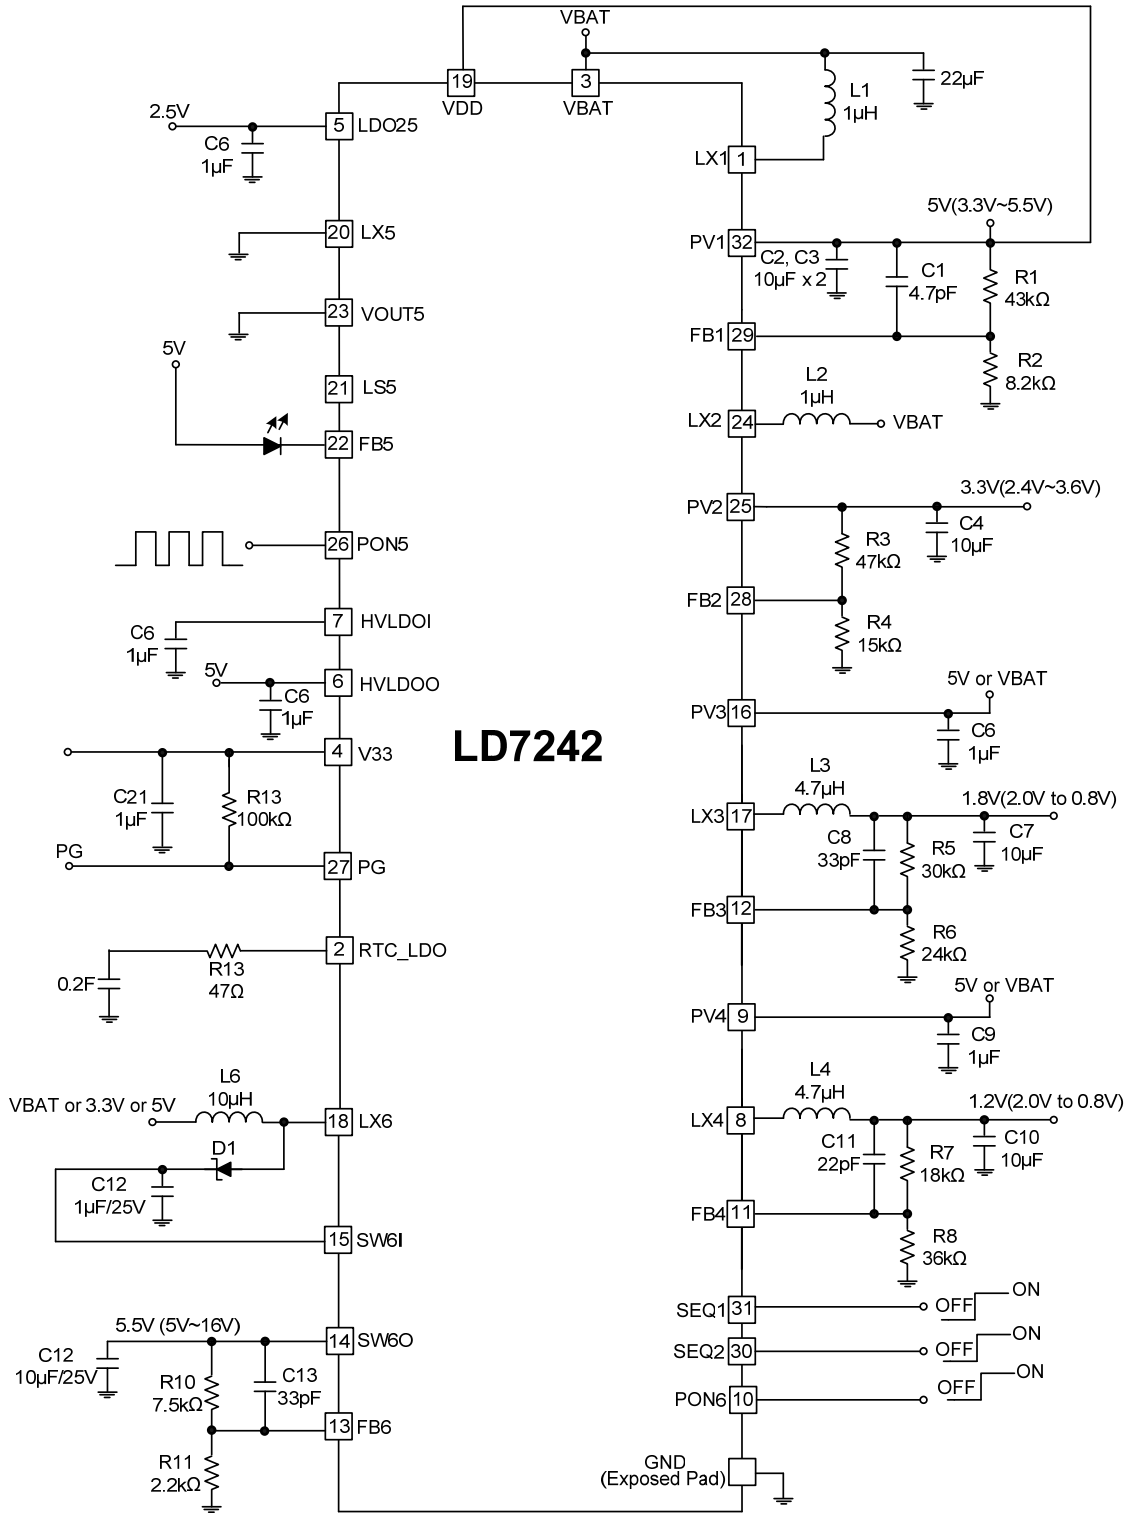 VBAT
19
VDD
3
VBAT
22µF
L1
1µH
2.5V
5
LDO25
C6
1µF
LX1
1
20
LX5
5V(3.3V~5.5V)
PV1
32
C2, C3
10µF x 2
C1
4.7pF
R1
43kΩ
23
VOUT5
FB1
29
R2
8.2kΩ
5V
21
LS5
L2
1µH
LX2
24
VBAT
22
FB5
3.3V(2.4V~3.6V)
PV2
25
C4
10µF
R3
47kΩ
26
PON5
FB2
28
R4
15kΩ
7
HVLDOI
C6
1µF
5V
6
HVLDOO
C6
1µF
5V or VBAT
PV3
16
C6
1µF
LD7242
4
V33
C21
1µF
R13
100kΩ
L3
4.7µH
1.8V(2.0V to 0.8V)
LX3
17
C8
33pF
R5
30kΩ
C7
10µF
PG
27
PG
FB3
12
R6
24kΩ
2
RTC_LDO
R13
47Ω
0.2F
5V or VBAT
PV4
9
C9
1µF
L4
4.7µH
1.2V(2.0V to 0.8V)
LX4
8
C11
22pF
R7
18kΩ
C10
10µF
L6
10µH
VBAT or 3.3V or 5V
18
LX6
D1
C12
1µF/25V
FB4
11
R8
36kΩ
15
SW6I
SEQ1
31
OFF
ON
5.5V (5V~16V)
14
SW6O
SEQ2
30
OFF
ON
C12
10µF/25V
R10
7.5kΩ
C13
33pF
PON6
10
OFF
ON
13
FB6
R11
2.2kΩ
GND
(Exposed Pad)